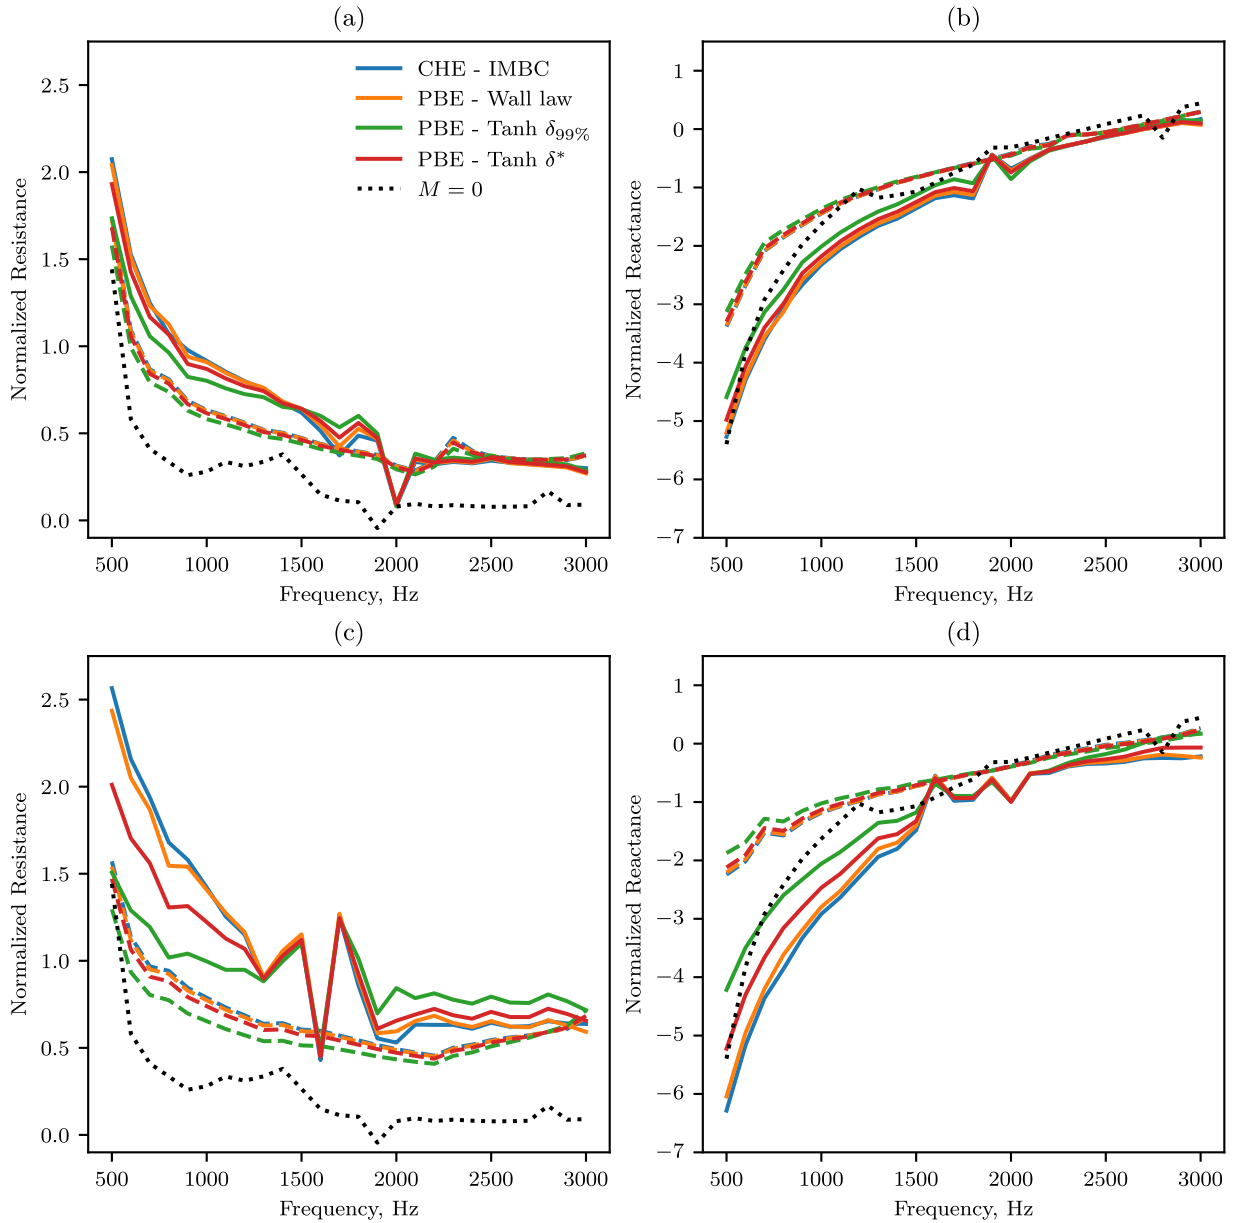 (a)
Normalized Resistance
2.5
2.0
1.5
1.0
0.5
0.0
CHE - IMBC
PBE - Wall law
PBE - Tanh δ99%
PBE - Tanh δ*
M = 0
500 1000 1500 2000 2500 3000
Frequency, Hz
(b)
Normalized Reactance
1
0
−1
−2
−3
−4
−5
−6
−7
500 1000 1500 2000 2500 3000
Frequency, Hz
(c)
Normalized Resistance
2.5
2.0
1.5
1.0
0.5
0.0
500 1000 1500 2000 2500 3000
Frequency, Hz
(d)
Normalized Reactance
1
0
−1
−2
−3
−4
−5
−6
−7
500 1000 1500 2000 2500 3000
Frequency, Hz